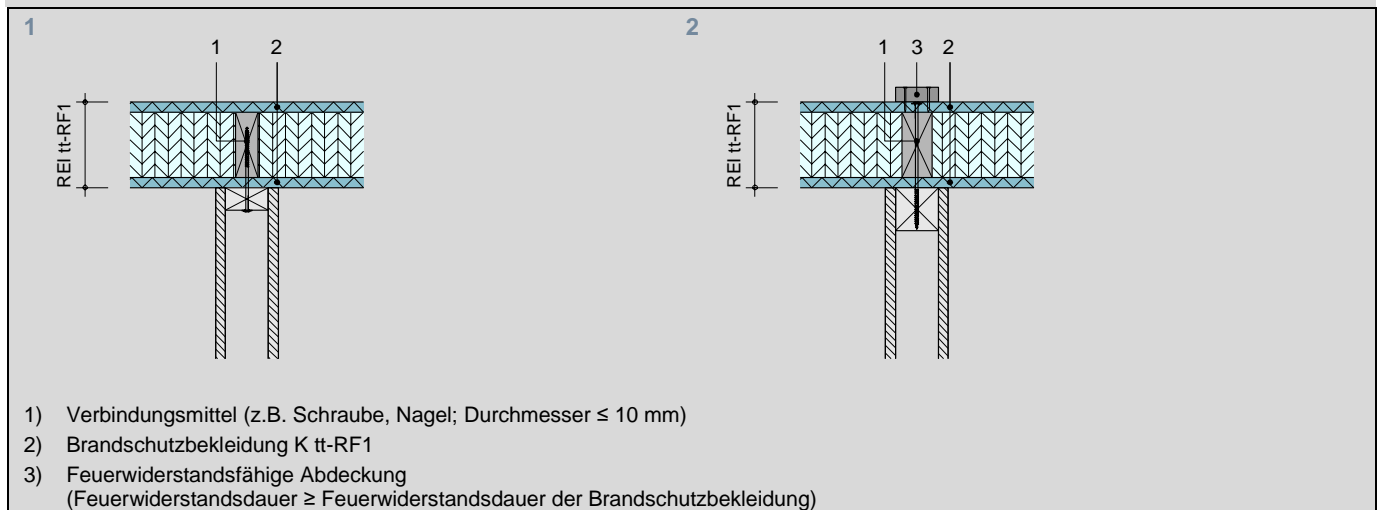 1
2
1 2
1 3 2
REI tt-RF1
REI tt-RF1
1) Verbindungsmittel (z.B. Schraube, Nagel; Durchmesser ≤ 10 mm)
2) Brandschutzbekleidung K tt-RF1
3) Feuerwiderstandsfähige Abdeckung
(Feuerwiderstandsdauer ≥ Feuerwiderstandsdauer der Brandschutzbekleidung)